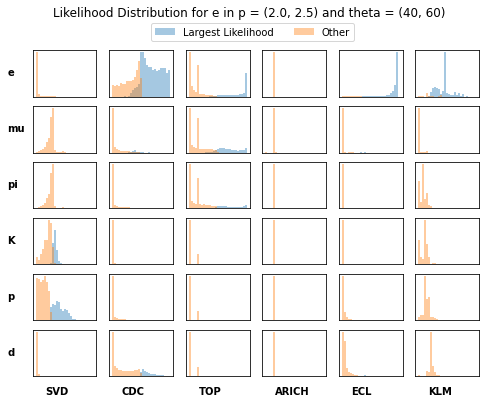 Likelihood Distribution for e in p = (2.0, 2.5) and theta = (40, 60)
Largest Likelihood Other
e
mu
pi
K
p
d
SVD CDC TOP ARICH ECL KLM